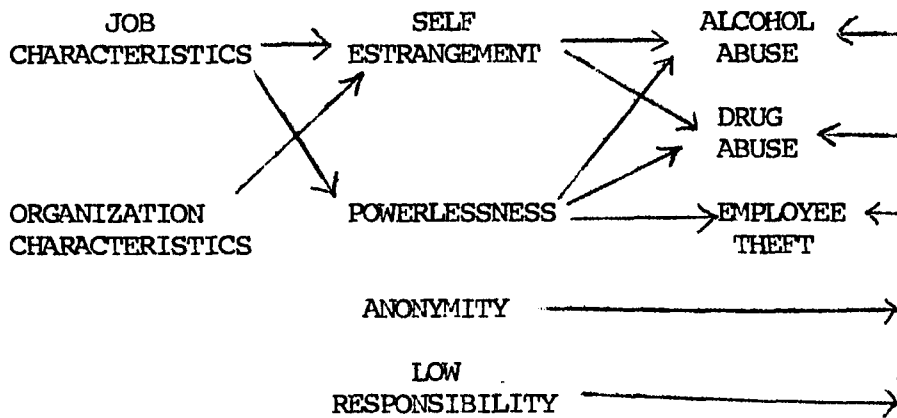 JOB
CHARACTERISTICS
SELF
ESTRANGEMENT
ALCOHOL
ABUSE
DRUG
ABUSE
ORGANIZATION
CHARACTERISTICS
POWERLESSNESS
EMPLOYEE
THEFT
ANONYMITY
LOW
RESPONSIBILITY